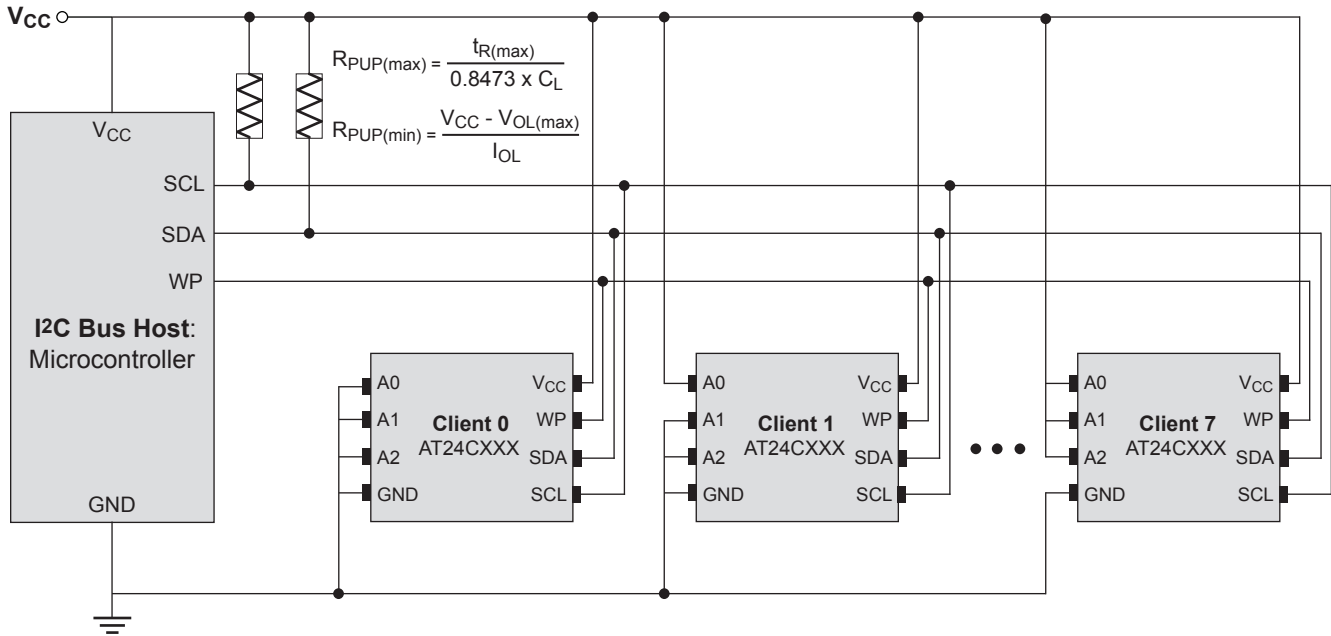 VCC
RPUP(max) = tR(max)
0.8473 x CL
RPUP(min) = VCC - VOL(max)
IOL
VCC
SCL
SDA
WP
I2C Bus Host:
Microcontroller
GND
A0
A1
A2
GND
Client 0
AT24CXXX
VCC
WP
SDA
SCL
A0
A1
A2
GND
Client 1
AT24CXXX
VCC
WP
SDA
SCL
A0
A1
A2
GND
Client 7
AT24CXXX
VCC
WP
SDA
SCL